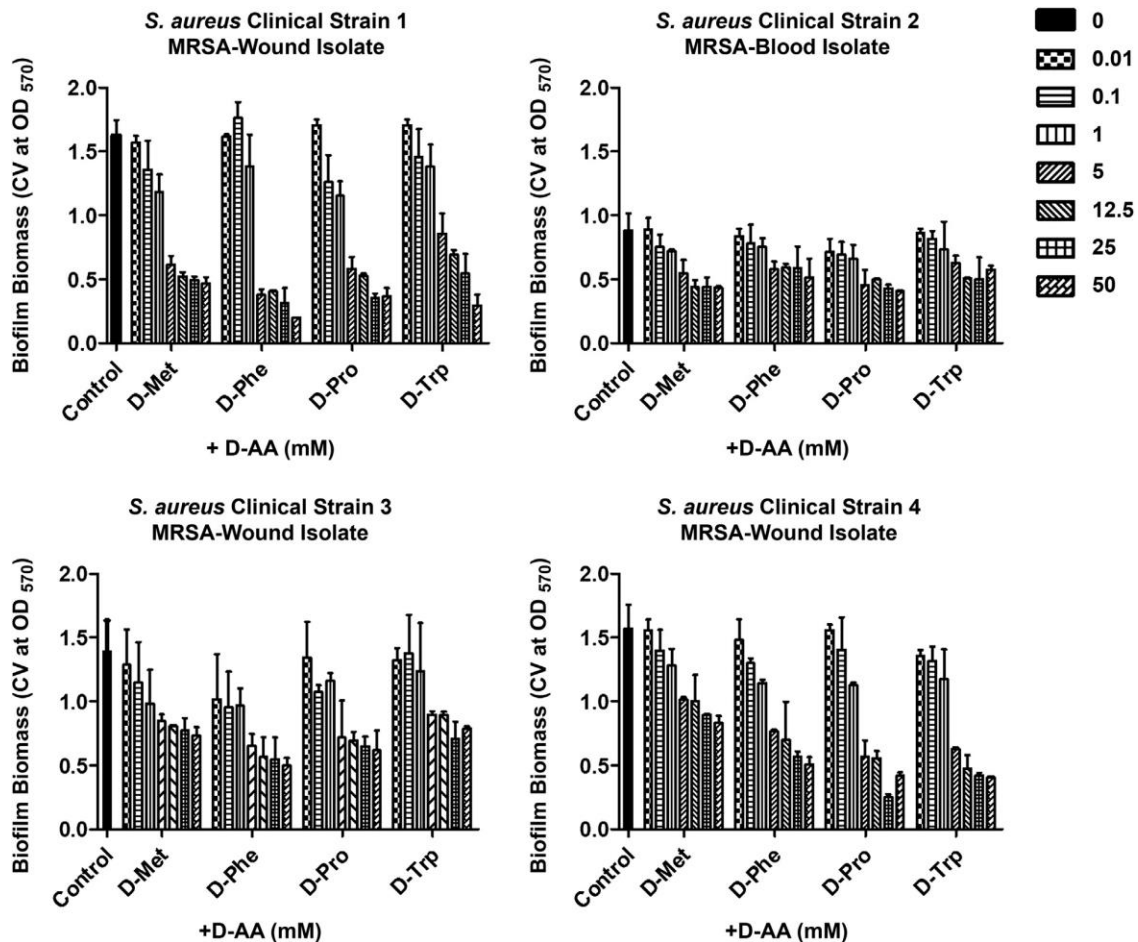 S. aureus Clinical Strain 1
MRSA-Wound Isolate
Biofilm Biomass (CV at OD 570)
2.0
1.5
1.0
0.5
0.0
Control
D-Met
D-Phe
D-Pro
D-Trp
+ D-AA (mM)
S. aureus Clinical Strain 2
MRSA-Blood Isolate
Biofilm Biomass (CV at OD 570)
2.0
1.5
1.0
0.5
0.0
Control
D-Met
D-Phe
D-Pro
D-Trp
+D-AA (mM)
0
0.01
0.1
1
5
12.5
25
50
S. aureus Clinical Strain 3
MRSA-Wound Isolate
Biofilm Biomass (CV at OD 570)
2.0
1.5
1.0
0.5
0.0
Control
D-Met
D-Phe
D-Pro
D-Trp
+D-AA (mM)
S. aureus Clinical Strain 4
MRSA-Wound Isolate
Biofilm Biomass (CV at OD 570)
2.0
1.5
1.0
0.5
0.0
Control
D-Met
D-Phe
D-Pro
D-Trp
+D-AA (mM)